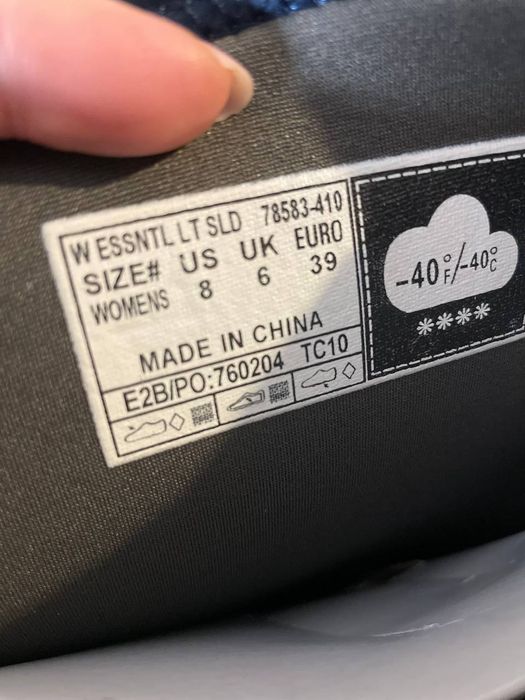 W ESSNTL LT SLD 78583-410
SIZE# US UK EURO
WOMENS 8 6 39
MADE IN CHINA
E2B/PO:760204 TC10
-40°F/-40°C
****